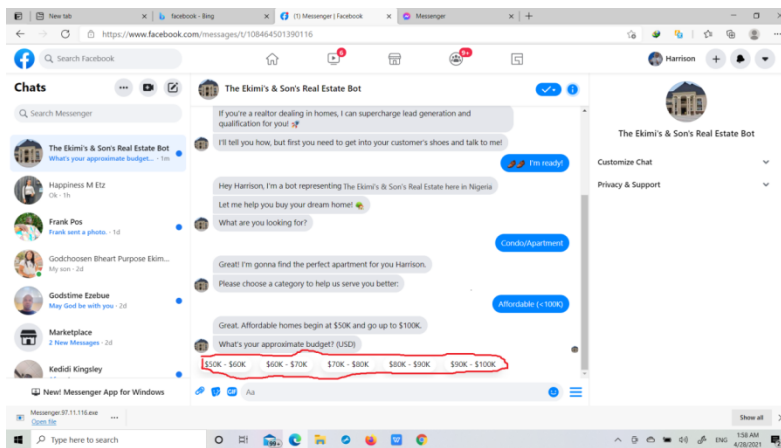 New tab
facebook - Bing
(1) Messenger | Facebook
Messenger
https://www.facebook.com/messages/t/108464501390116
Search Facebook
6
9+
Harrison
Chats
Search Messenger
The Ekimi's & Son's Real Estate Bot
What's your approximate budget... · 1m
Happiness M Etz
Ok · 1h
Frank Pos
Frank sent a photo. · 1d
Godchoosen Bheart Purpose Ekim...
My son · 2d
Godstime Ezebue
May God be with you · 2d
Marketplace
2 New Messages · 2d
Kedidi Kingsley
New! Messenger App for Windows
The Ekimi's & Son's Real Estate Bot
If you're a realtor dealing in homes, I can supercharge lead generation and
qualification for you!
I'll tell you how, but first you need to get into your customer's shoes and talk to me!
I'm ready!
Hey Harrison, I'm a bot representing The Ekimi's & Son's Real Estate here in Nigeria
Let me help you buy your dream home!
What are you looking for?
Condo/Apartment
Great! I'm gonna find the perfect apartment for you Harrison.
Please choose a category to help us serve you better:
Affordable (<100K)
Great. Affordable homes begin at $50K and go up to $100K.
What's your approximate budget? (USD)
$50K - $60K $60K - $70K $70K - $80K $80K - $90K $90K - $100K
GIF
Aa
The Ekimi's & Son's Real Estate Bot
Customize Chat
Privacy & Support
Messenger.97.11.116.exe
Open file
Show all
Type here to search
99+
ENG
1:58 AM
4/28/2021